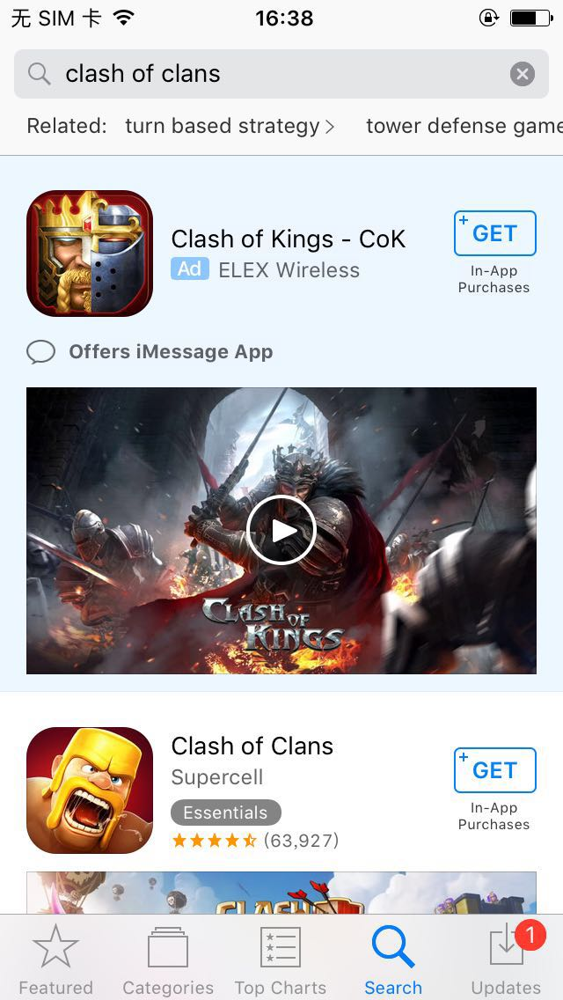 无 SIM 卡 16:38
clash of clans
Related: turn based strategy > tower defense game
Clash of Kings - CoK
Ad ELEX Wireless
+ GET
In-App
Purchases
Offers iMessage App
CLASH OF
KINGS
Clash of Clans
Supercell
Essentials
(63,927)
+ GET
In-App
Purchases
CLASH
1
Featured Categories Top Charts Search Updates